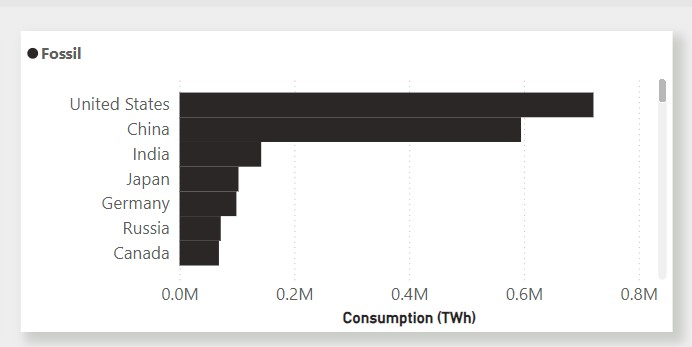 Fossil
United States
China
India
Japan
Germany
Russia
Canada
0.0M 0.2M 0.4M 0.6M 0.8M
Consumption (TWh)